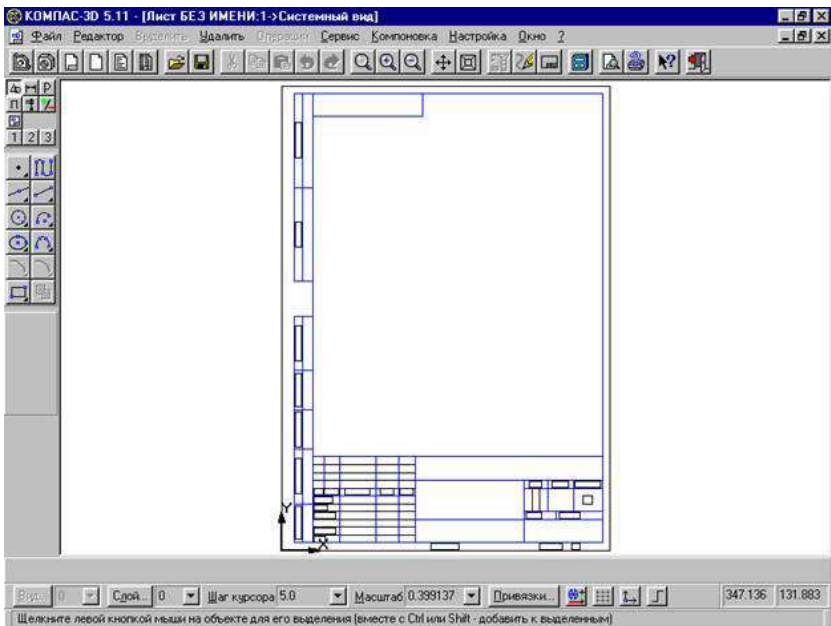 КОМПАС-3D 5.11 - [Лист БЕЗ ИМЕНИ:1->Системный вид]
Файл Редактор Выделить Удалить Операции Сервис Компоновка Настройка Окно ?
P
1 2 3
Y
X
Вид... 0 Слой... 0 Шаг курсора 5.0 Масштаб 0.399137 Привязки... 347.136 131.883
Щелкните левой кнопкой мыши на объекте для его выделения (вместе с Ctrl или Shift - добавить к выделенным)